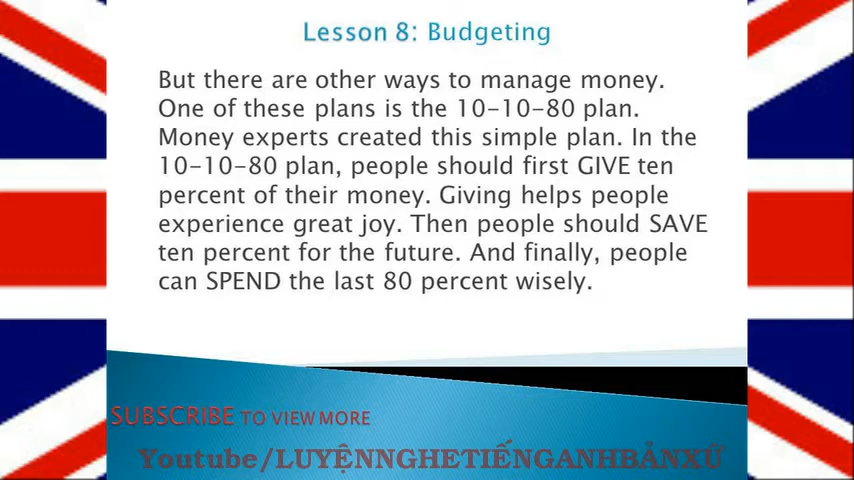 Lesson 8: Budgeting
But there are other ways to manage money.
One of these plans is the 10-10-80 plan.
Money experts created this simple plan. In the
10-10-80 plan, people should first GIVE ten
percent of their money. Giving helps people
experience great joy. Then people should SAVE
ten percent for the future. And finally, people
can SPEND the last 80 percent wisely.
SUBSCRIBE TO VIEW MORE
Youtube/LUYỆNNGHETIẾNGANHBẢNXỨ